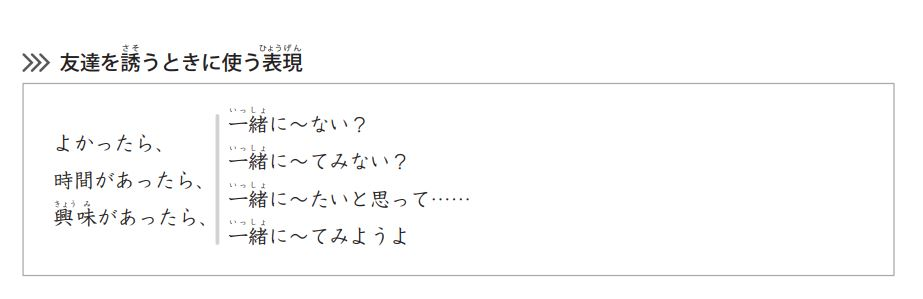 友達を誘うときに使う表現
よかったら、
時間があったら、
興味があったら、
一緒に〜ない？
一緒に〜てみない？
一緒に〜たいと思って……
一緒に〜てみようよ